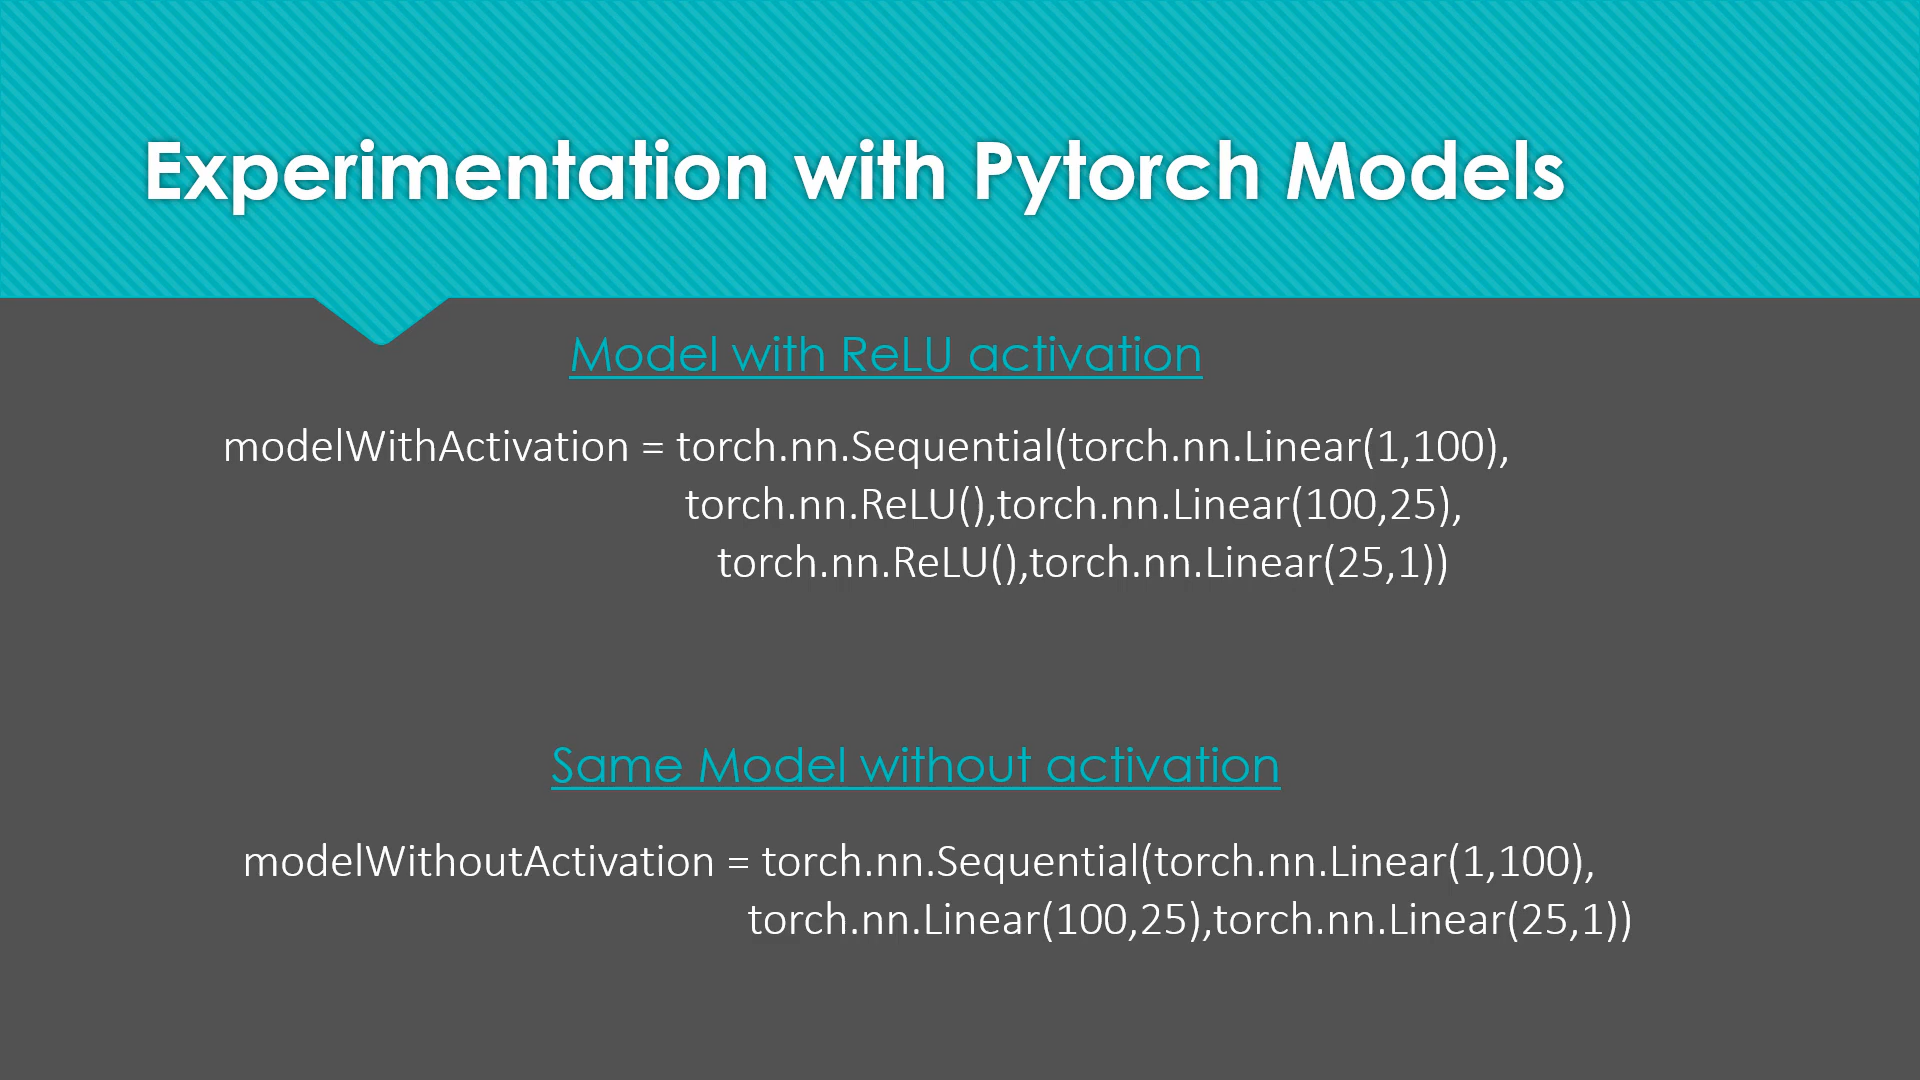 Experimentation with Pytorch Models
Model with ReLU activation
modelWithActivation = torch.nn.Sequential(torch.nn.Linear(1,100),
torch.nn.ReLU(),torch.nn.Linear(100,25),
torch.nn.ReLU(),torch.nn.Linear(25,1))
Same Model without activation
modelWithoutActivation = torch.nn.Sequential(torch.nn.Linear(1,100),
torch.nn.Linear(100,25),torch.nn.Linear(25,1))